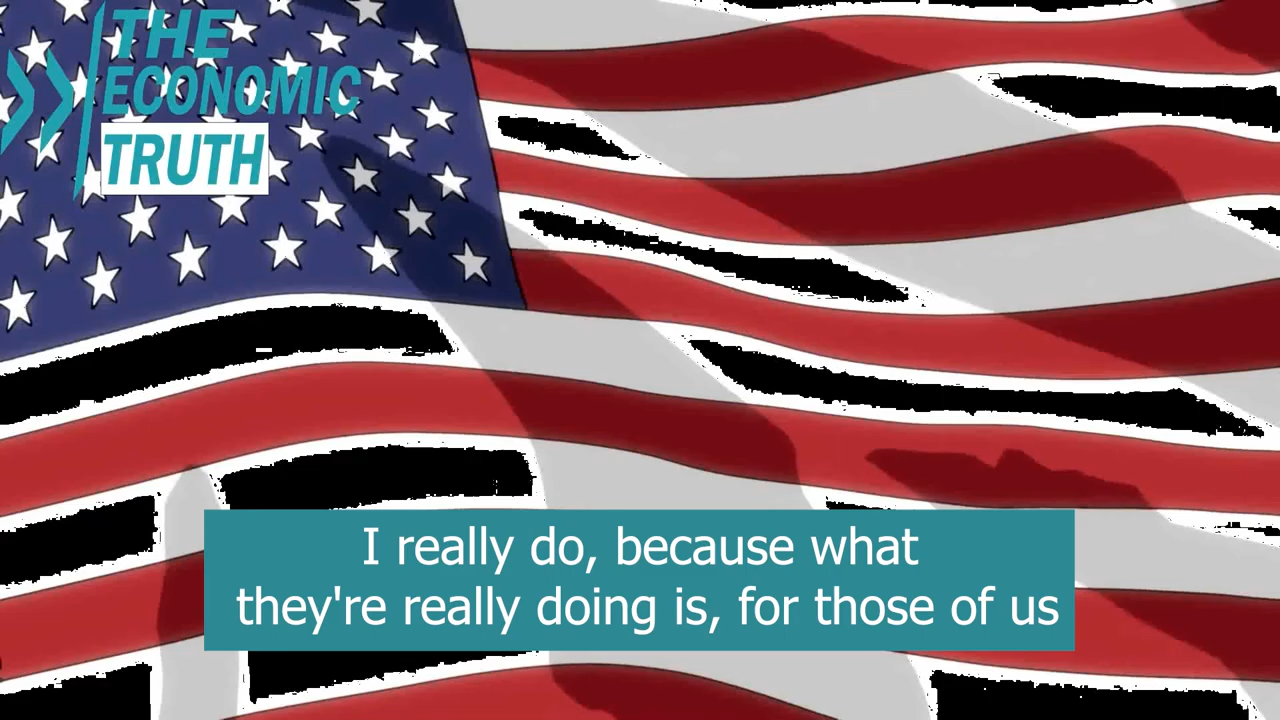 THE
ECONOMIC
TRUTH
I really do, because what
they're really doing is, for those of us